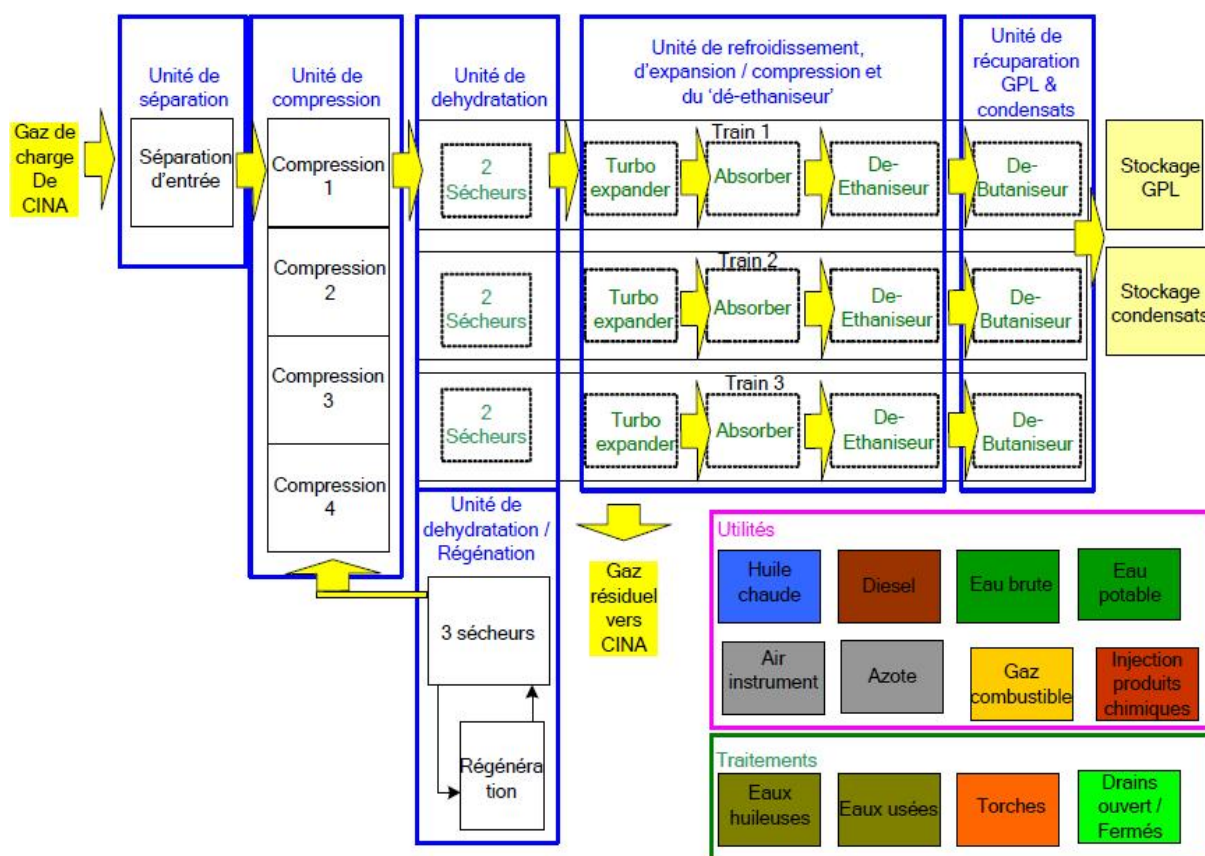 Unité de
séparation
Unité de
compression
Unité de
dehydratation
Unité de refroidissement,
d'expansion / compression et
du 'dé-ethaniseur'
Unité de
récuparation
GPL &
condensats
Gaz de
charge
De
CINA
Séparation
d'entrée
Compression
1
Compression
2
Compression
3
Compression
4
Train 1
2
Sécheurs
Turbo
expander
Absorber
De-
Ethaniseur
De-
Butaniseur
Train 2
2
Sécheurs
Turbo
expander
Absorber
De-
Ethaniseur
De-
Butaniseur
Train 3
2
Sécheurs
Turbo
expander
Absorber
De-
Ethaniseur
De-
Butaniseur
Stockage
GPL
Stockage
condensats
Unité de
dehydratation /
Régénation
3 sécheurs
Régénéra
tion
Gaz
résiduel
vers
CINA
Utilités
Huile
chaude
Diesel
Eau brute
Eau
potable
Air
instrument
Azote
Gaz
combustible
Injection
produits
chimiques
Traitements
Eaux
huileuses
Eaux usées
Torches
Drains
ouvert /
Fermés